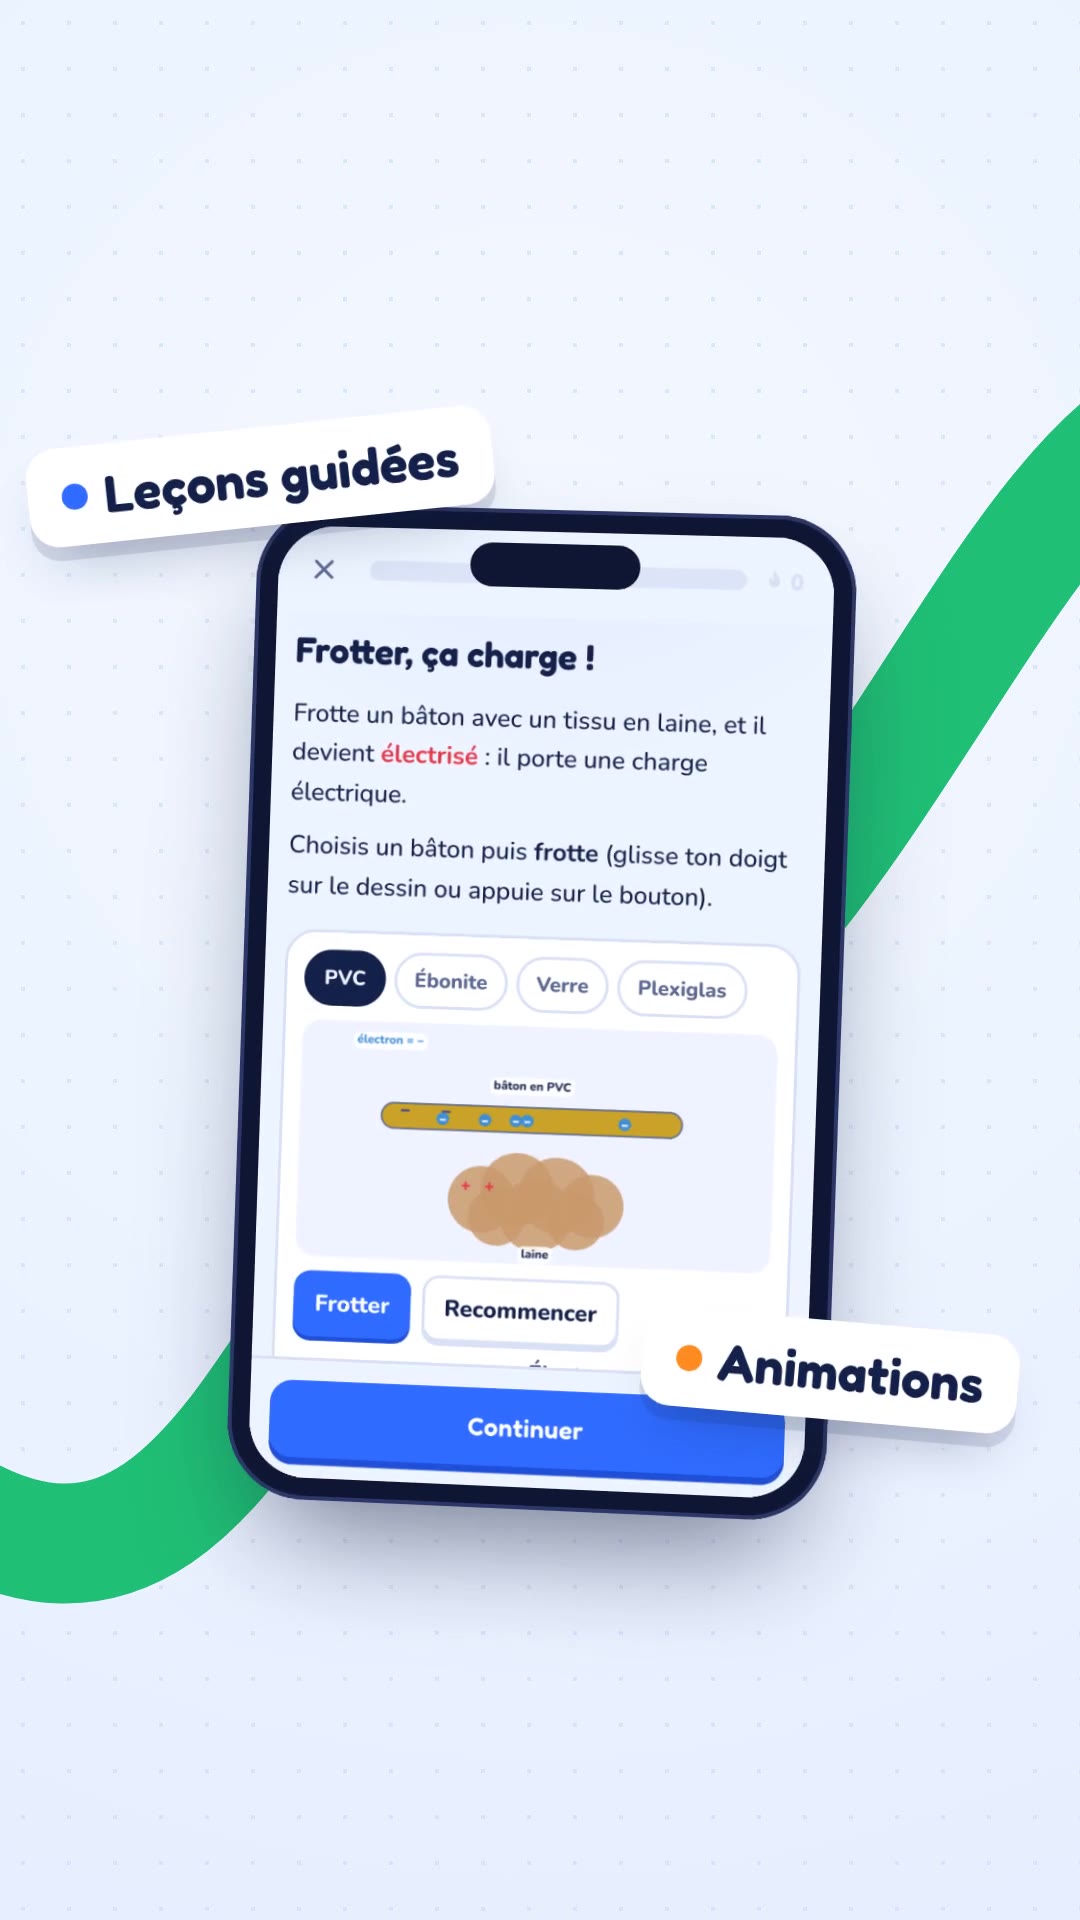 Leçons guidées
0
Frotter, ça charge !
Frotte un bâton avec un tissu en laine, et il
devient électrisé : il porte une charge
électrique.
Choisis un bâton puis frotte (glisse ton doigt
sur le dessin ou appuie sur le bouton).
PVC Ébonite Verre Plexiglas
électron = −
bâton en PVC
laine
Frotter Recommencer
Animations
Continuer